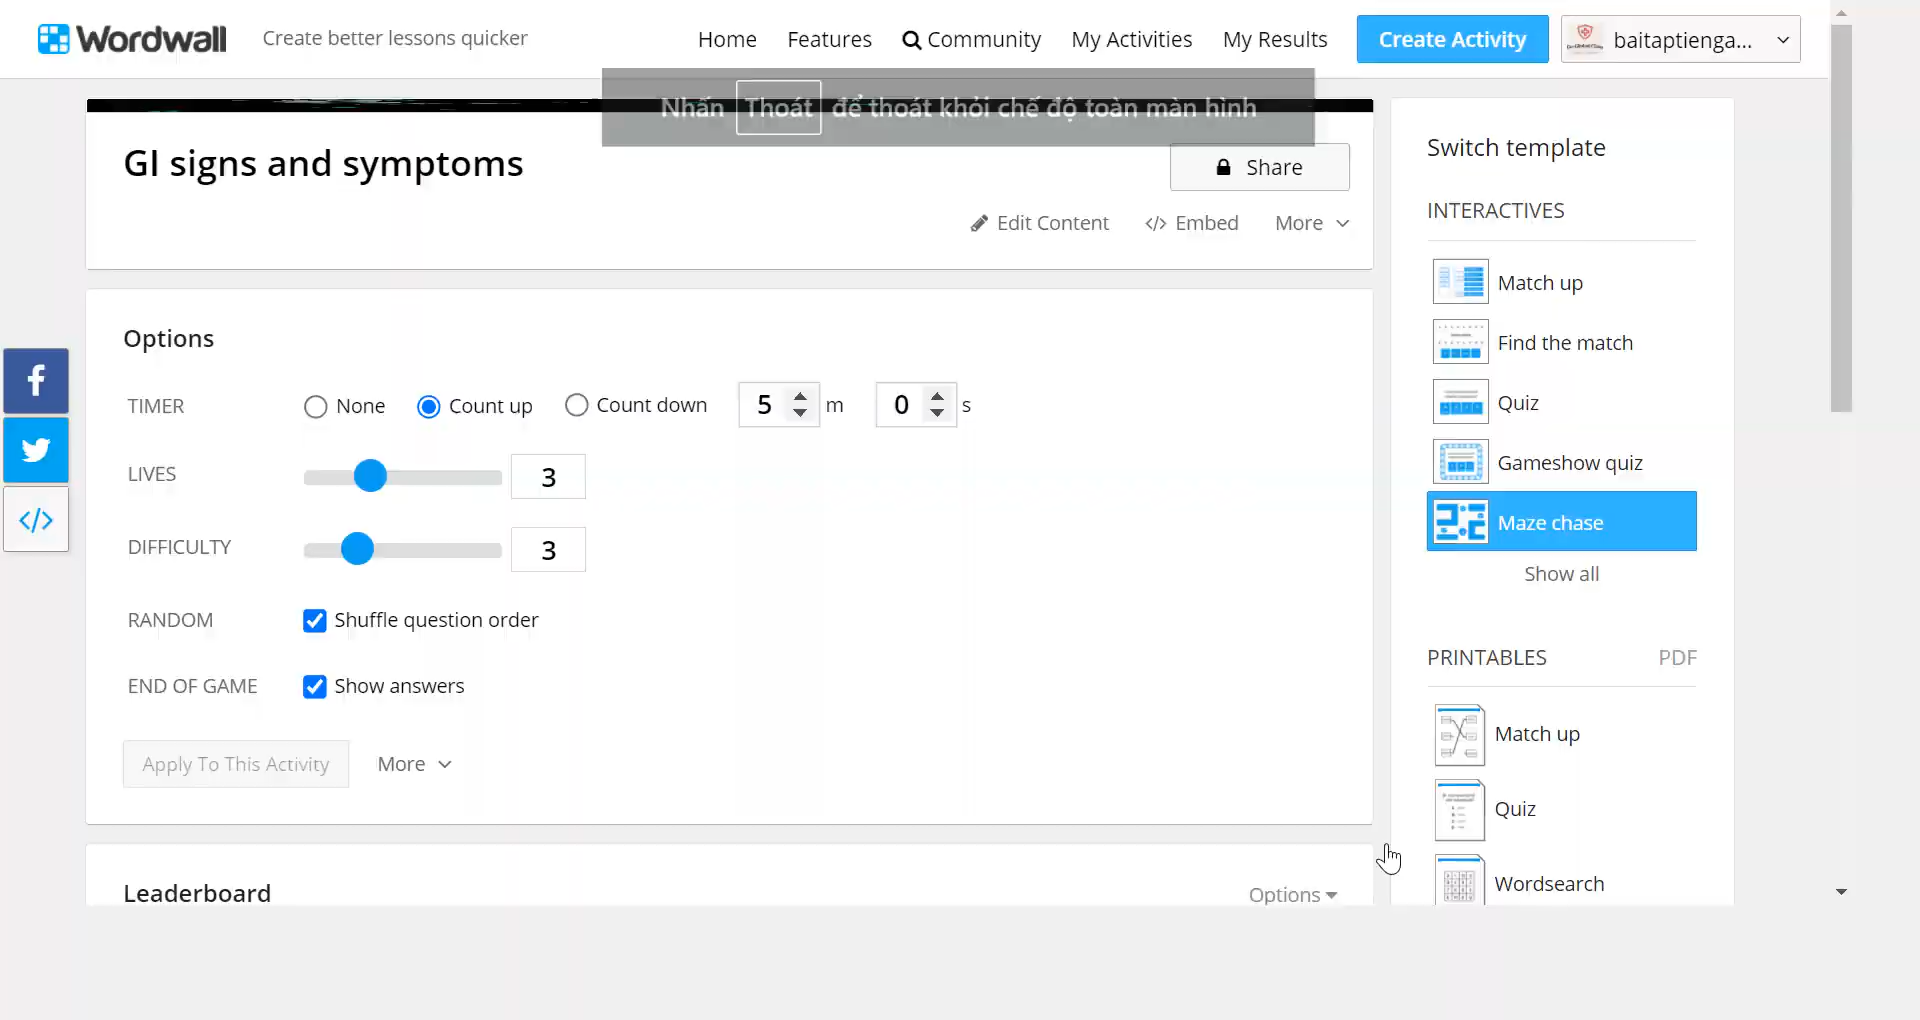 Wordwall Create better lessons quicker Home Features Community My Activities My Results Create Activity baitaptienga...
Nhấn Thoát để thoát khỏi chế độ toàn màn hình
GI signs and symptoms
Share
Edit Content </> Embed More
Options
TIMER None Count up Count down 5 m 0 s
LIVES 3
DIFFICULTY 3
RANDOM Shuffle question order
END OF GAME Show answers
Apply To This Activity More
Leaderboard Options
Switch template
INTERACTIVES
Match up
Find the match
Quiz
Gameshow quiz
Maze chase
Show all
PRINTABLES PDF
Match up
Quiz
Wordsearch